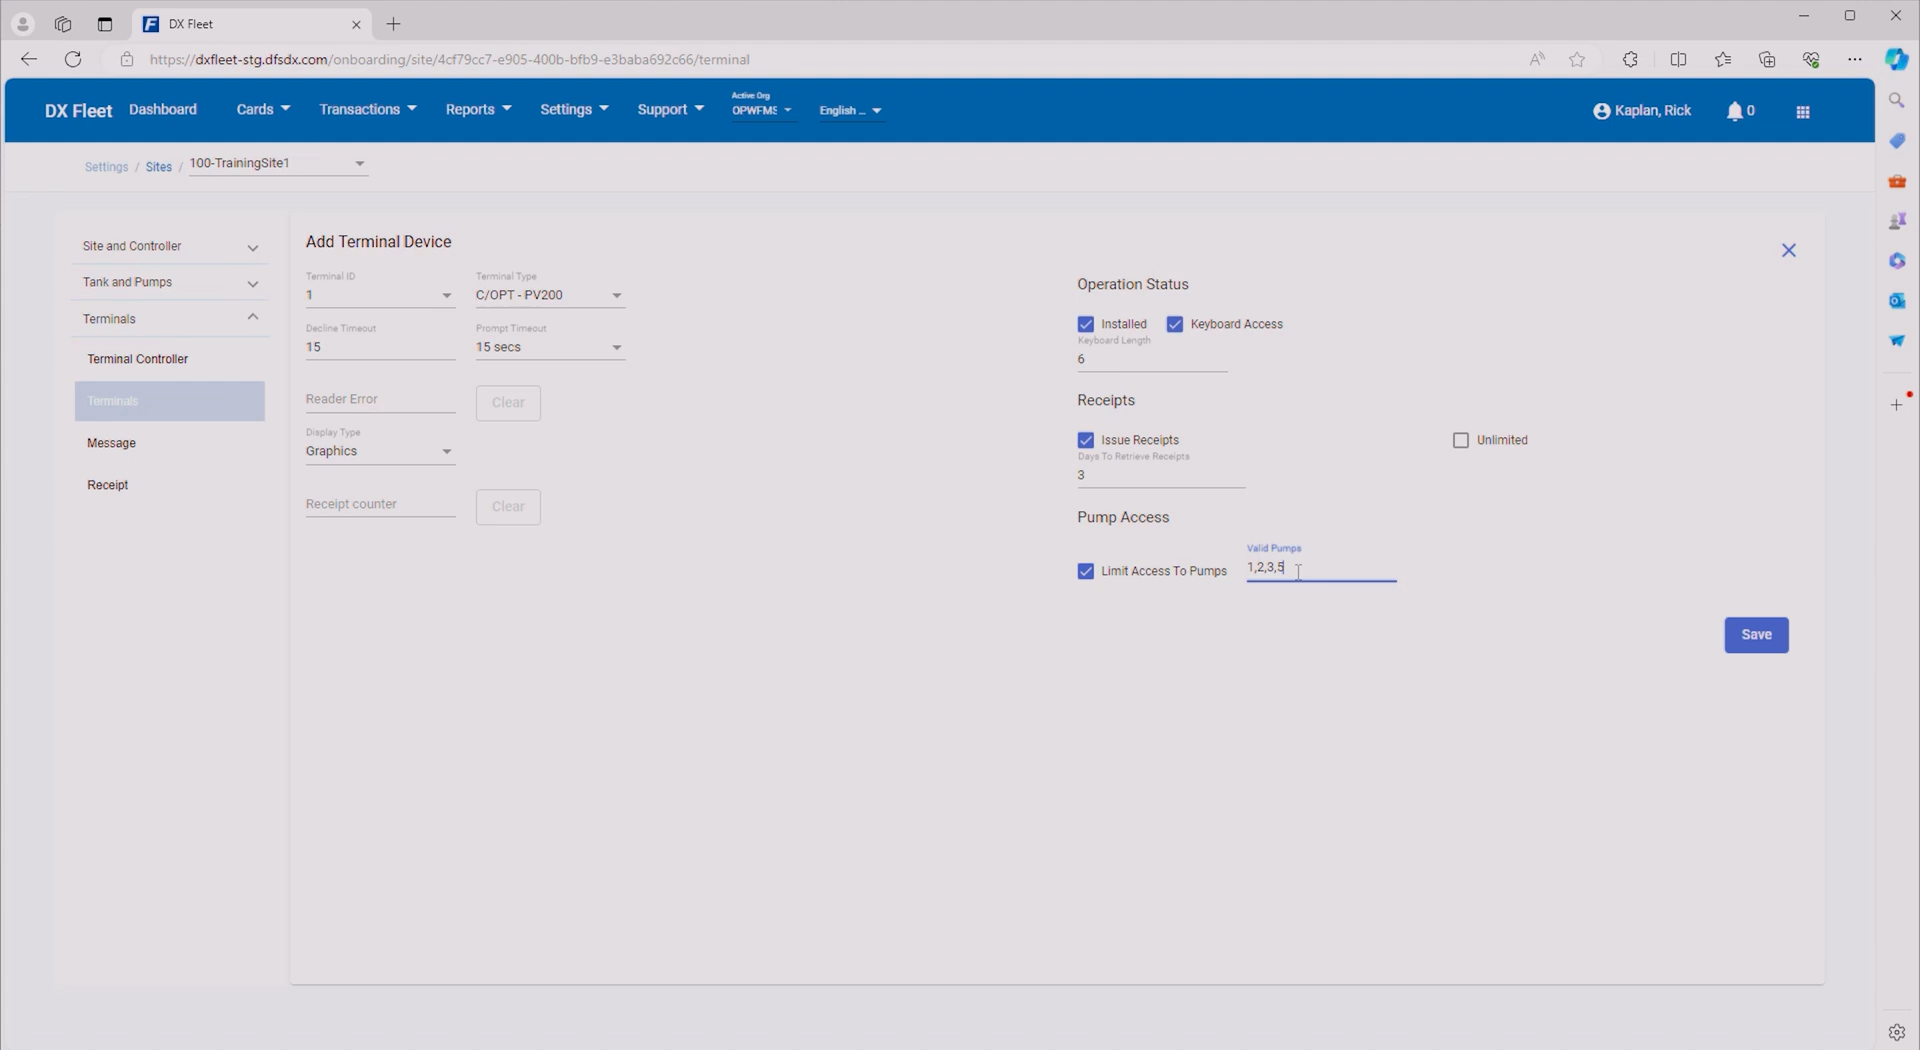 DX Fleet
https://dxfleet-stg.dfsdx.com/onboarding/site/4cf79cc7-e905-400b-bfb9-e3baba692c66/terminal
DX Fleet Dashboard Cards Transactions Reports Settings Support Active Org OPWFMS English ... Kaplan, Rick 0
Settings / Sites / 100-TrainingSite1
Site and Controller
Tank and Pumps
Terminals
Terminal Controller
Terminals
Message
Receipt
Add Terminal Device
Terminal ID Terminal Type
1 C/OPT - PV200
Decline Timeout Prompt Timeout
15 15 secs
Reader Error Clear
Display Type
Graphics
Receipt counter Clear
Operation Status
Installed Keyboard Access
Keyboard Length
6
Receipts
Issue Receipts Unlimited
Days To Retrieve Receipts
3
Pump Access
Valid Pumps
Limit Access To Pumps 1,2,3,5
Save